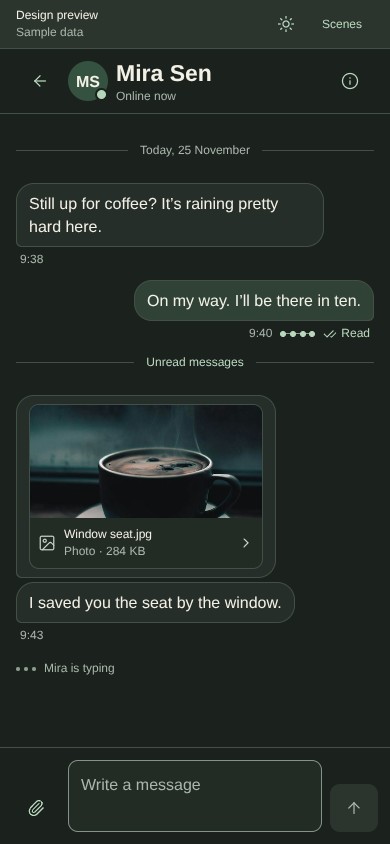 Design preview
Sample data
Scenes
MS
Mira Sen
Online now
Today, 25 November
Still up for coffee? It’s raining pretty
hard here.
9:38
On my way. I’ll be there in ten.
9:40 Read
Unread messages
Window seat.jpg
Photo · 284 KB
I saved you the seat by the window.
9:43
Mira is typing
Write a message